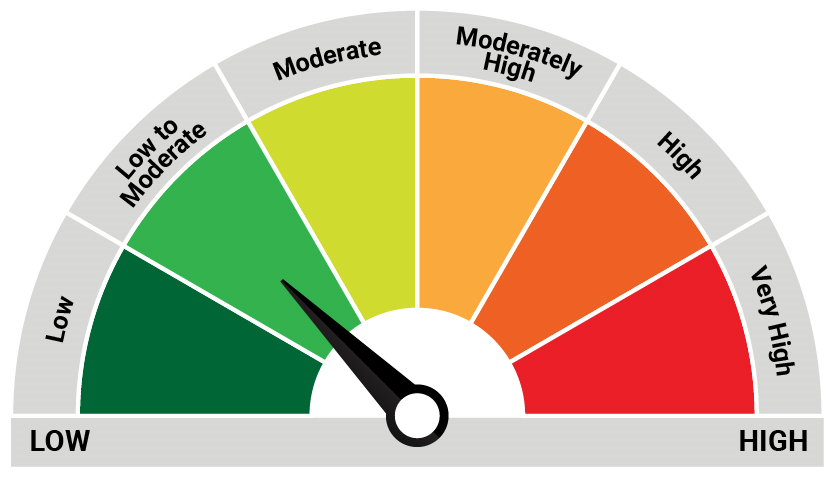 Low
Low to
Moderate
Moderate
Moderately
High
High
Very High
LOW
HIGH